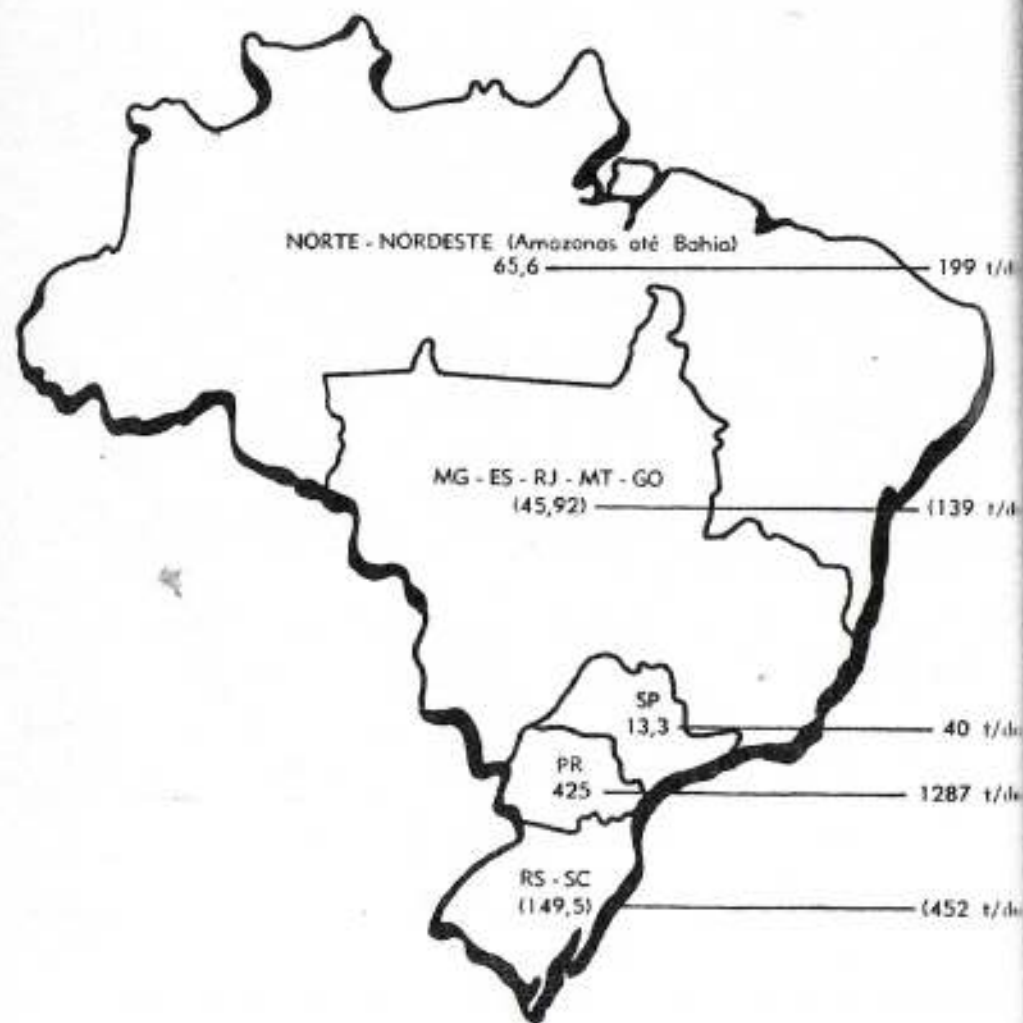 NORTE - NORDESTE (Amazonas até Bahia)
65,6 199 t/d
MG - ES - RJ - MT - GO
(45,92) (139 t/d
SP
13,3 40 t/d
PR
425 1287 t/d
RS - SC
(149,5) (452 t/d